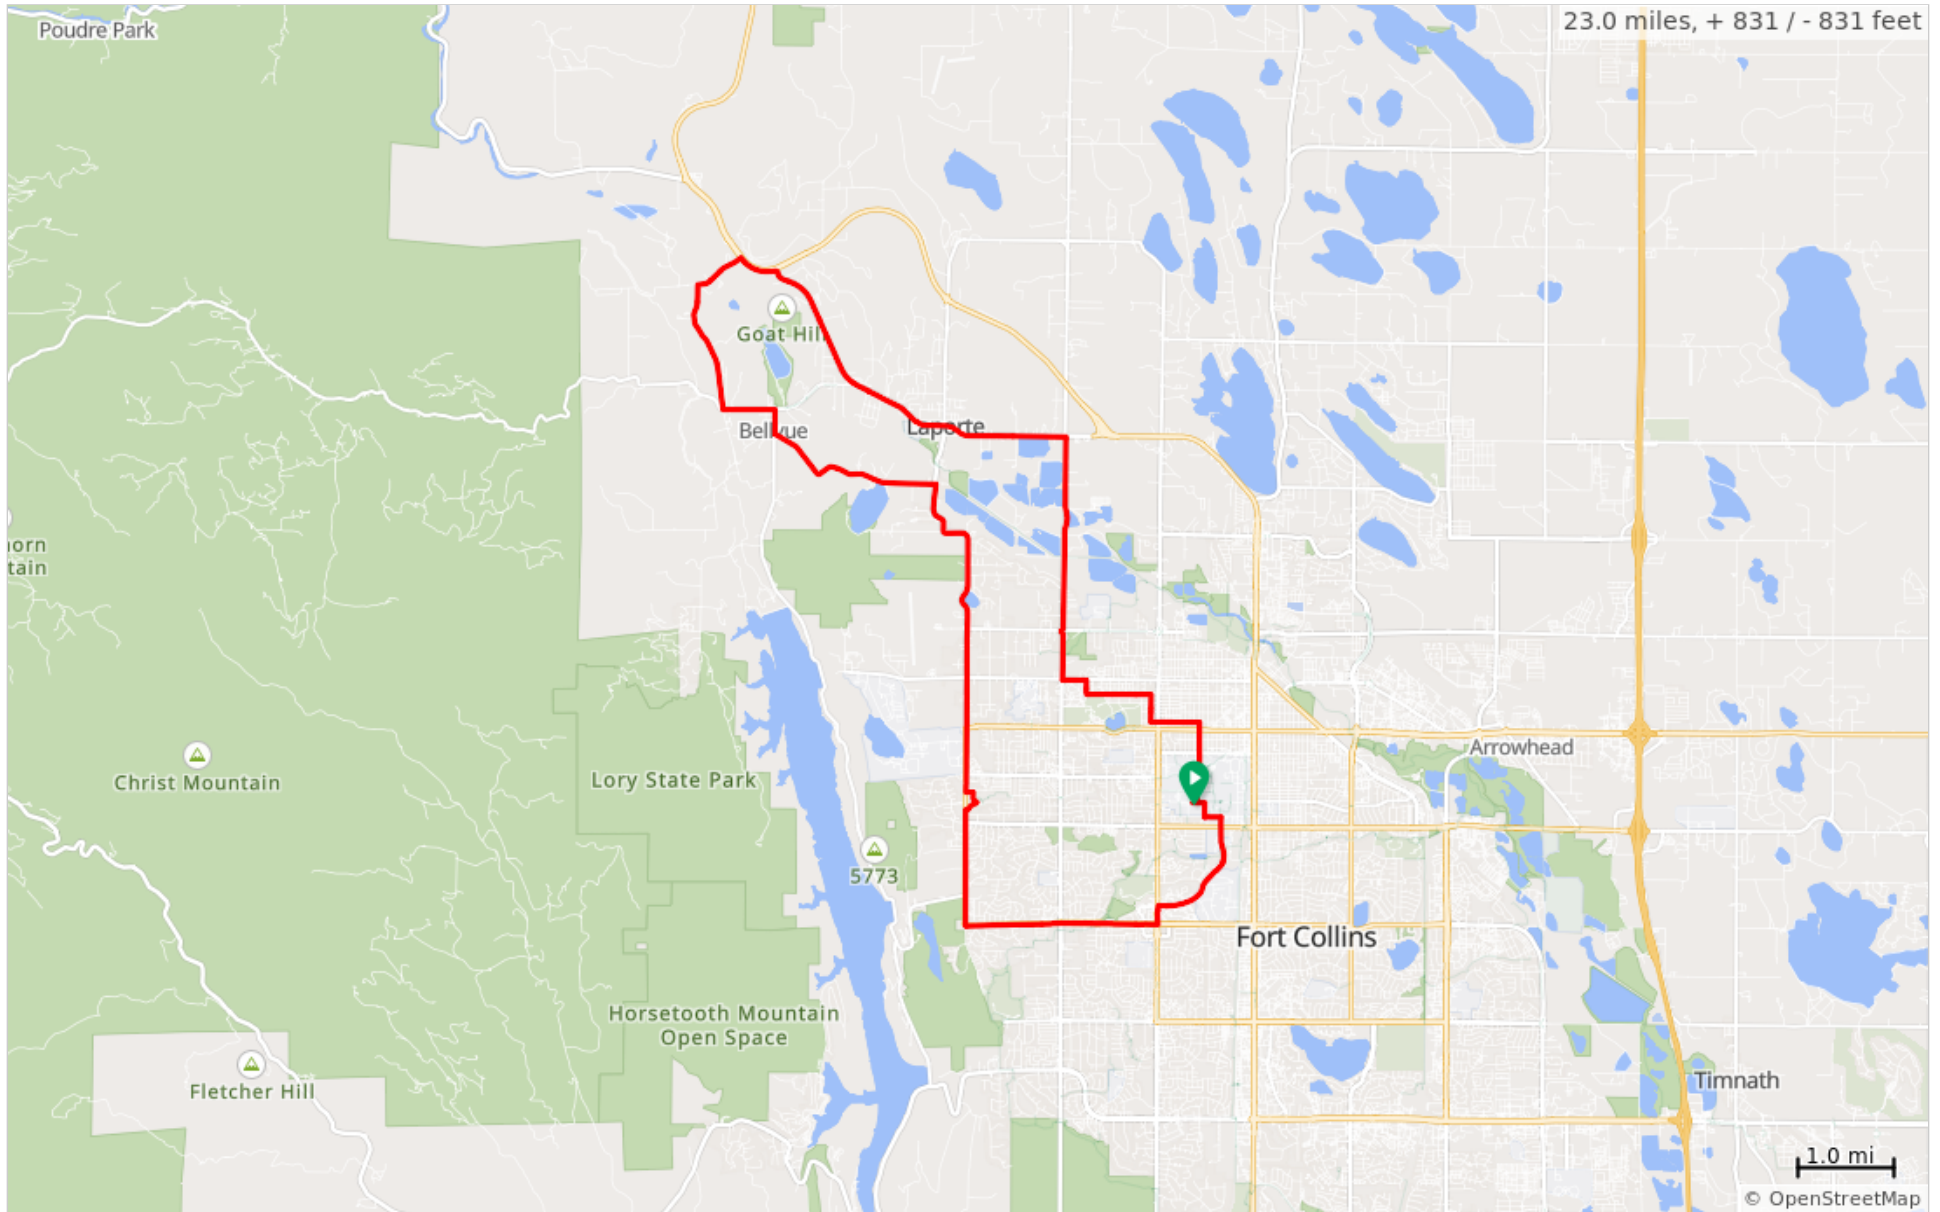 Poudre Park
23.0 miles, + 831 / - 831 feet
Goat Hill
Bellvue
Laporte
horn
tain
Arrowhead
Christ Mountain
Lory State Park
5773
Fort Collins
Horsetooth Mountain
Open Space
Fletcher Hill
Timnath
1.0 mi
© OpenStreetMap